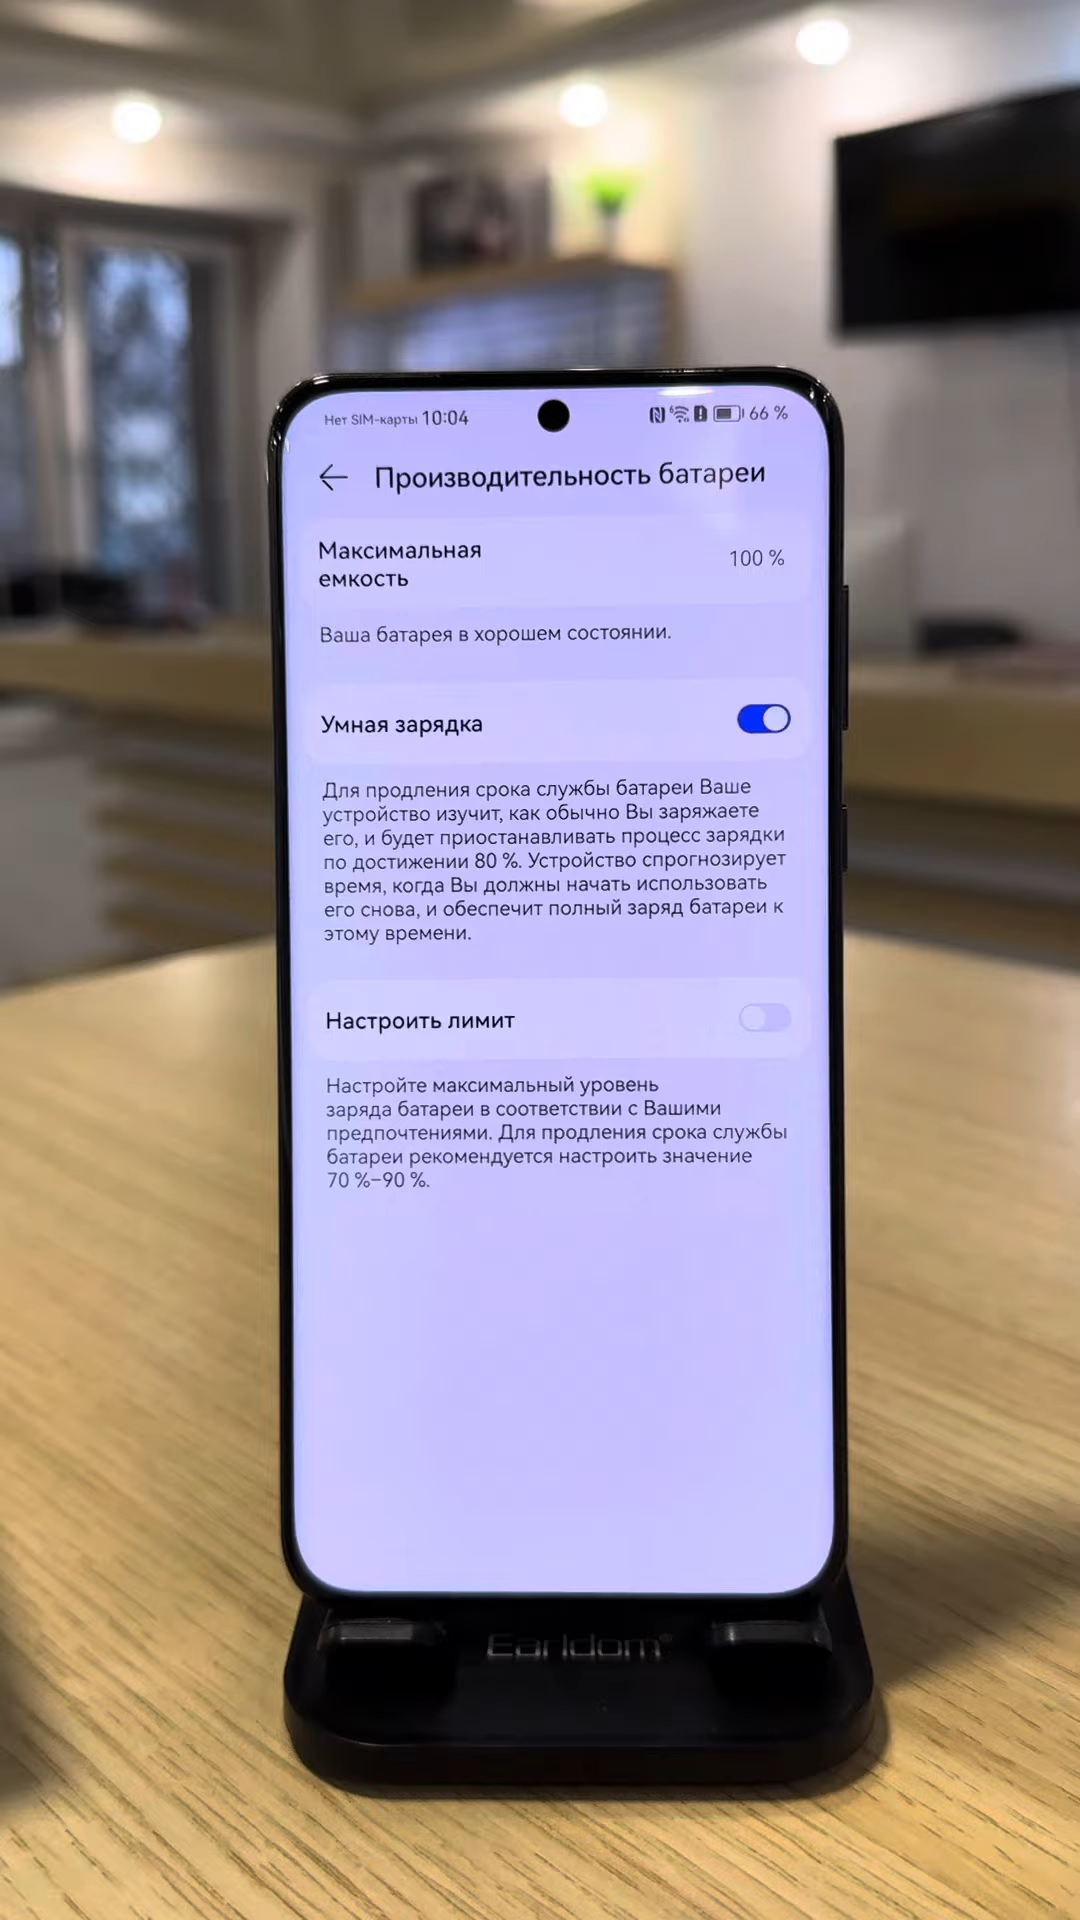 Нет SIM-карты 10:04 66 %
Производительность батареи
Максимальная
емкость
100 %
Ваша батарея в хорошем состоянии.
Умная зарядка
Для продления срока службы батареи Ваше
устройство изучит, как обычно Вы заряжаете
его, и будет приостанавливать процесс зарядки
по достижении 80 %. Устройство спрогнозирует
время, когда Вы должны начать использовать
его снова, и обеспечит полный заряд батареи к
этому времени.
Настроить лимит
Настройте максимальный уровень
заряда батареи в соответствии с Вашими
предпочтениями. Для продления срока службы
батареи рекомендуется настроить значение
70 %–90 %.
Earldom